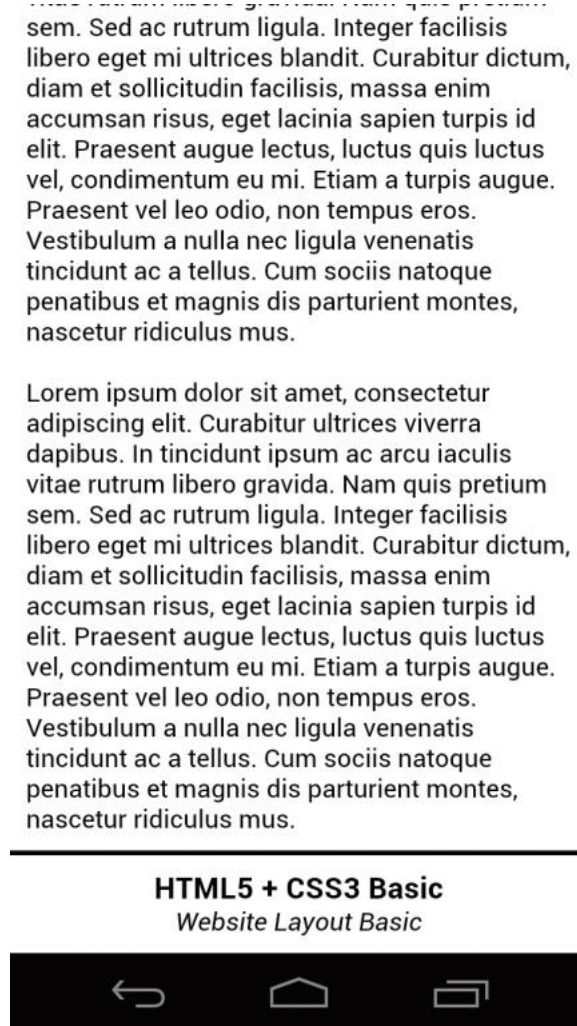 sem. Sed ac rutrum ligula. Integer facilisis
libero eget mi ultrices blandit. Curabitur dictum,
diam et sollicitudin facilisis, massa enim
accumsan risus, eget lacinia sapien turpis id
elit. Praesent augue lectus, luctus quis luctus
vel, condimentum eu mi. Etiam a turpis augue.
Praesent vel leo odio, non tempus eros.
Vestibulum a nulla nec ligula venenatis
tincidunt ac a tellus. Cum sociis natoque
penatibus et magnis dis parturient montes,
nascetur ridiculus mus.
Lorem ipsum dolor sit amet, consectetur
adipiscing elit. Curabitur ultrices viverra
dapibus. In tincidunt ipsum ac arcu iaculis
vitae rutrum libero gravida. Nam quis pretium
sem. Sed ac rutrum ligula. Integer facilisis
libero eget mi ultrices blandit. Curabitur dictum,
diam et sollicitudin facilisis, massa enim
accumsan risus, eget lacinia sapien turpis id
elit. Praesent augue lectus, luctus quis luctus
vel, condimentum eu mi. Etiam a turpis augue.
Praesent vel leo odio, non tempus eros.
Vestibulum a nulla nec ligula venenatis
tincidunt ac a tellus. Cum sociis natoque
penatibus et magnis dis parturient montes,
nascetur ridiculus mus.
HTML5 + CSS3 Basic
Website Layout Basic